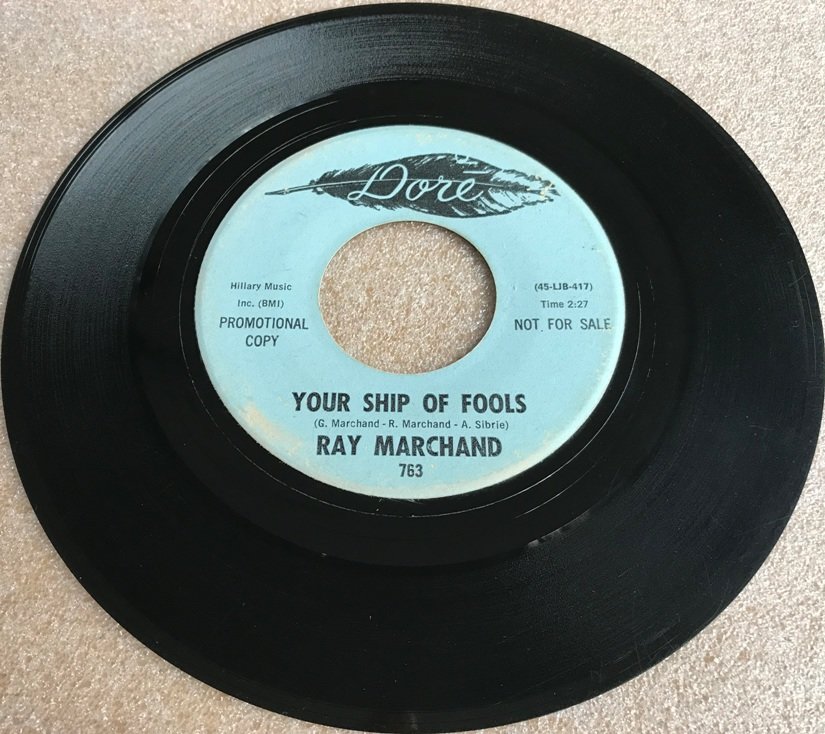 Doré
Hillary Music
Inc. (BMI)
PROMOTIONAL
COPY
(45-LJB-417)
Time 2:27
NOT FOR SALE
YOUR SHIP OF FOOLS
(G. Marchand - R. Marchand - A. Sibrie)
RAY MARCHAND
763